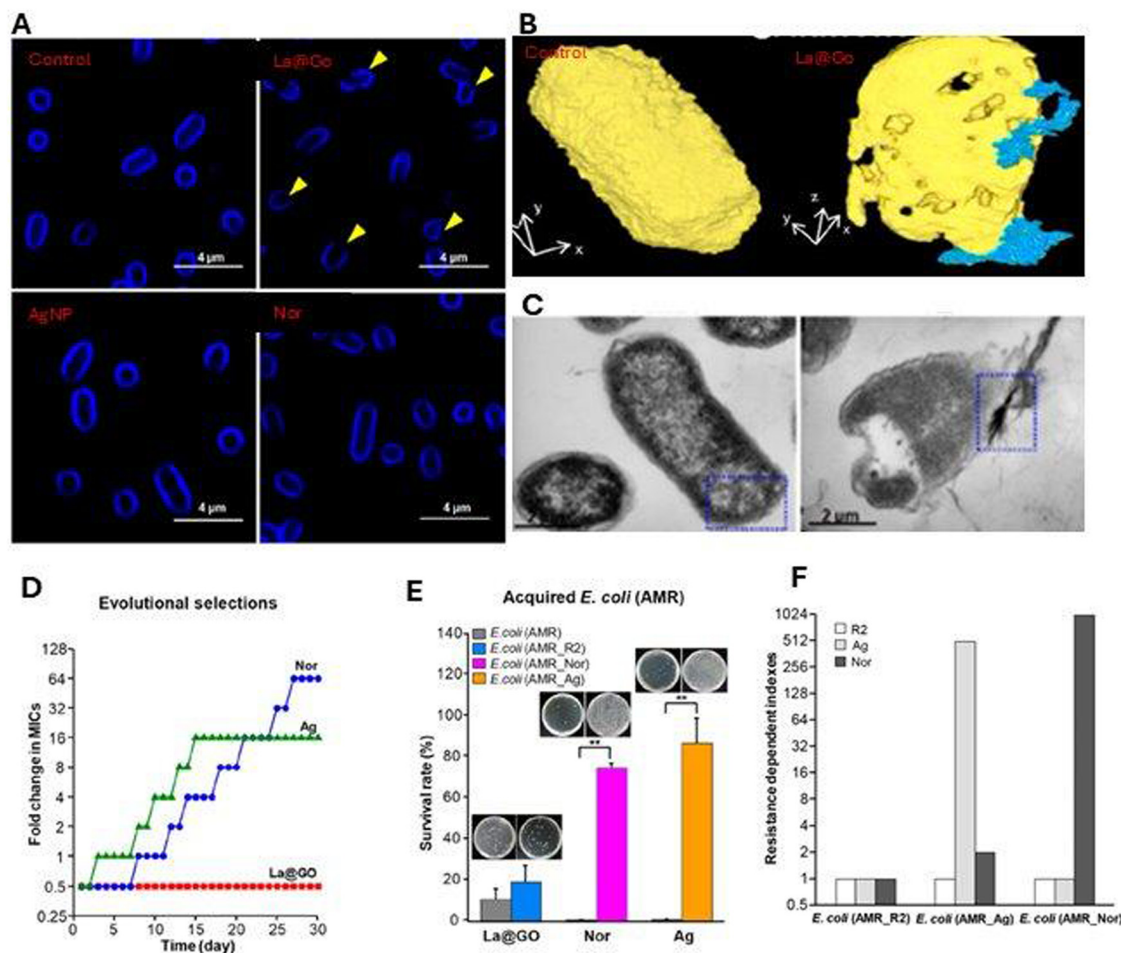 A
Control
La@Go
4 µm
4 µm
AgNP
Nor
4 µm
4 µm
B
Control
La@Go
y
x
z
y
x
C
2 µm
D
Evolutional selections
Fold change in MICs
128
64
32
16
8
4
2
1
0.5
0.25
Nor
Ag
La@GO
0 5 10 15 20 25 30
Time (day)
E
Acquired E. coli (AMR)
Survival rate (%)
140
120
100
80
60
40
20
0
E.coli (AMR)
E.coli (AMR_R2)
E.coli (AMR_Nor)
E.coli (AMR_Ag)
**
**
La@GO Nor Ag
F
Resistance dependent indexes
1024
512
256
128
64
32
16
8
4
2
1
0.5
R2
Ag
Nor
E. coli (AMR_R2) E. coli (AMR_Ag) E. coli (AMR_Nor)